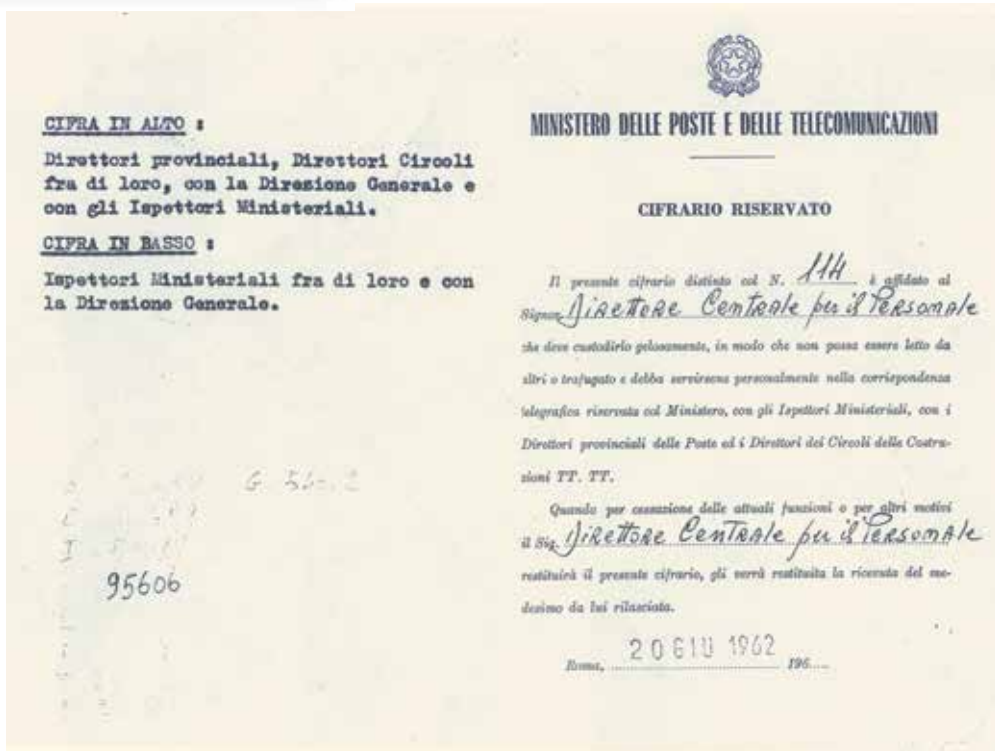 CIFRA IN ALTO :
Direttori provinciali, Direttori Circoli
fra di loro, con la Direzione Generale e
con gli Ispettori Ministeriali.
CIFRA IN BASSO :
Ispettori Ministeriali fra di loro e con
la Direzione Generale.
95606
MINISTERO DELLE POSTE E DELLE TELECOMUNICAZIONI
CIFRARIO RISERVATO
Il presente cifrario distinto col N. 114 è affidato al
Signor Direttore Centrale per il Personale
che deve custodirlo gelosamente, in modo che non possa essere letto da
altri o trafugato e debba servirsene personalmente nella corrispondenza
telegrafica riservata col Ministero, con gli Ispettori Ministeriali, con i
Direttori provinciali delle Poste ed i Direttori dei Circoli delle Costru-
zioni TT. TT.
Quando per cessazione delle attuali funzioni o per altri motivi
il Sig. Direttore Centrale per il Personale
restituirà il presente cifrario, gli verrà restituita la ricevuta del me-
desimo da lui rilasciata.
Roma, 20 GIU 1962 196.....